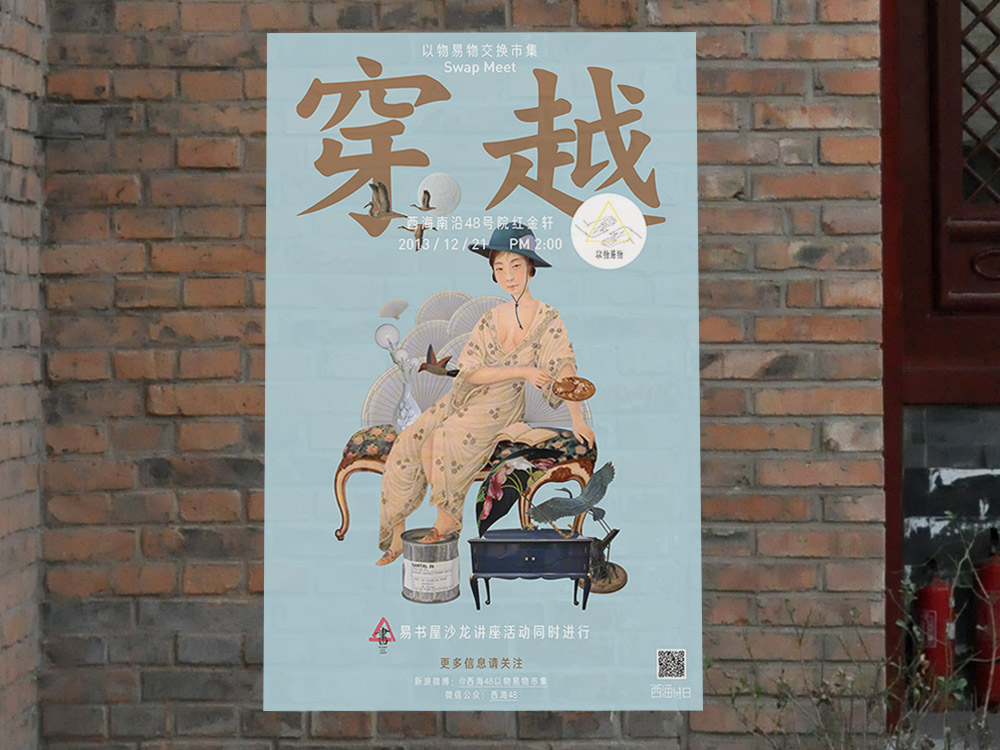 以物易物交换市集
Swap Meet
穿越
西海南沿48号院红金轩
2013 / 12 / 21 PM 2:00
以物易物
SANTAL 26
書
易书屋沙龙讲座活动同时进行
更多信息请关注
新浪微博：@西海48以物易物市集
微信公众：西海48
西海48